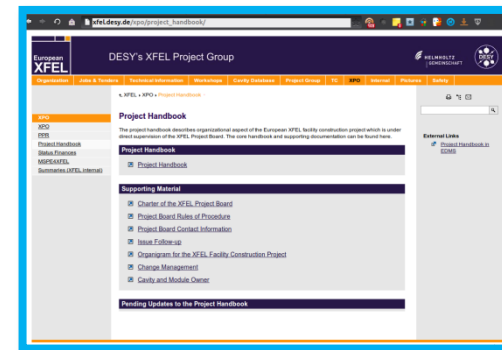 xfel.desy.de/xpo/project_handbook/
European
XFEL
DESY's XFEL Project Group
HELMHOLTZ
GEMEINSCHAFT
DESY
Organisation Jobs & Tenders Technical Information Workshops Cavity Database Project Group TC XPO Internal Pictures Safety
XFEL XPO Project Handbook
XPO
XPO
PPR
Project Handbook
Status Finances
MSPE4XFEL
Summaries (XFEL internal)
Project Handbook
The project handbook describes organizational aspect of the European XFEL facility construction project which is under
direct supervision of the XFEL Project Board. The core handbook and supporting documentation can be found here.
Project Handbook
Project Handbook
Supporting Material
Charter of the XFEL Project Board
Project Board Rules of Procedure
Project Board Contact Information
Issue Follow-up
Organigram for the XFEL Facility Construction Project
Change Management
Cavity and Module Owner
Pending Updates to the Project Handbook
External Links
Project Handbook in
EDMS